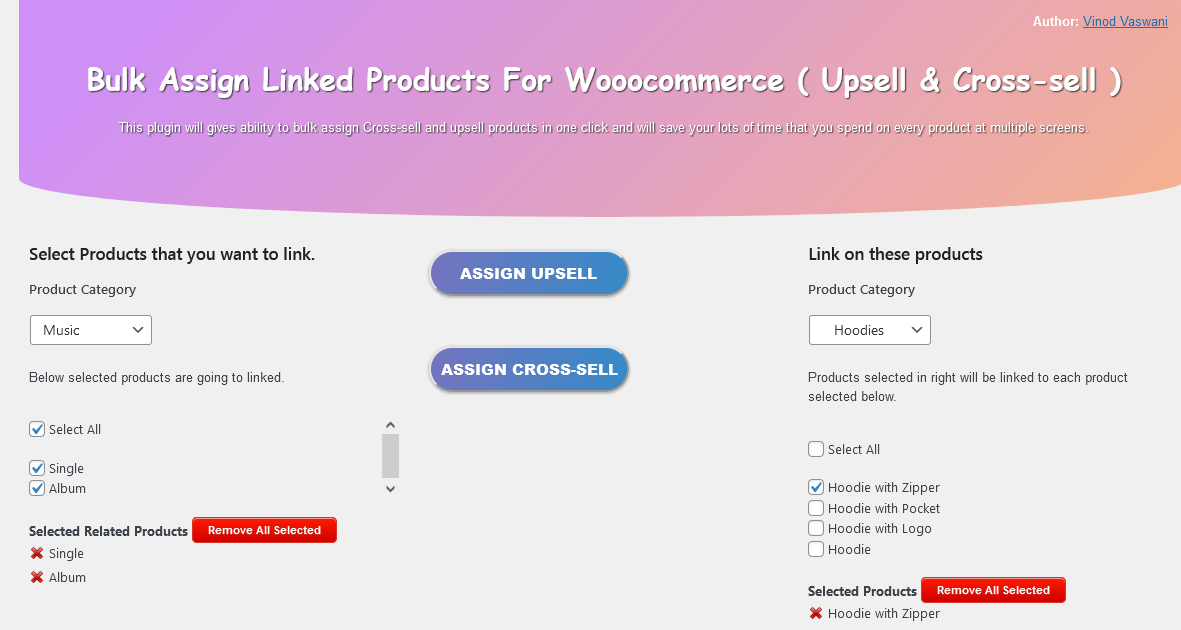 Author: Vinod Vaswani
Bulk Assign Linked Products For Wooocommerce ( Upsell & Cross-sell )
This plugin will gives ability to bulk assign Cross-sell and upsell products in one click and will save your lots of time that you spend on every product at multiple screens.
Select Products that you want to link.
Product Category
Music
Below selected products are going to linked.
Select All
Single
Album
Selected Related Products Remove All Selected
Single
Album
ASSIGN UPSELL
ASSIGN CROSS-SELL
Link on these products
Product Category
Hoodies
Products selected in right will be linked to each product
selected below.
Select All
Hoodie with Zipper
Hoodie with Pocket
Hoodie with Logo
Hoodie
Selected Products Remove All Selected
Hoodie with Zipper